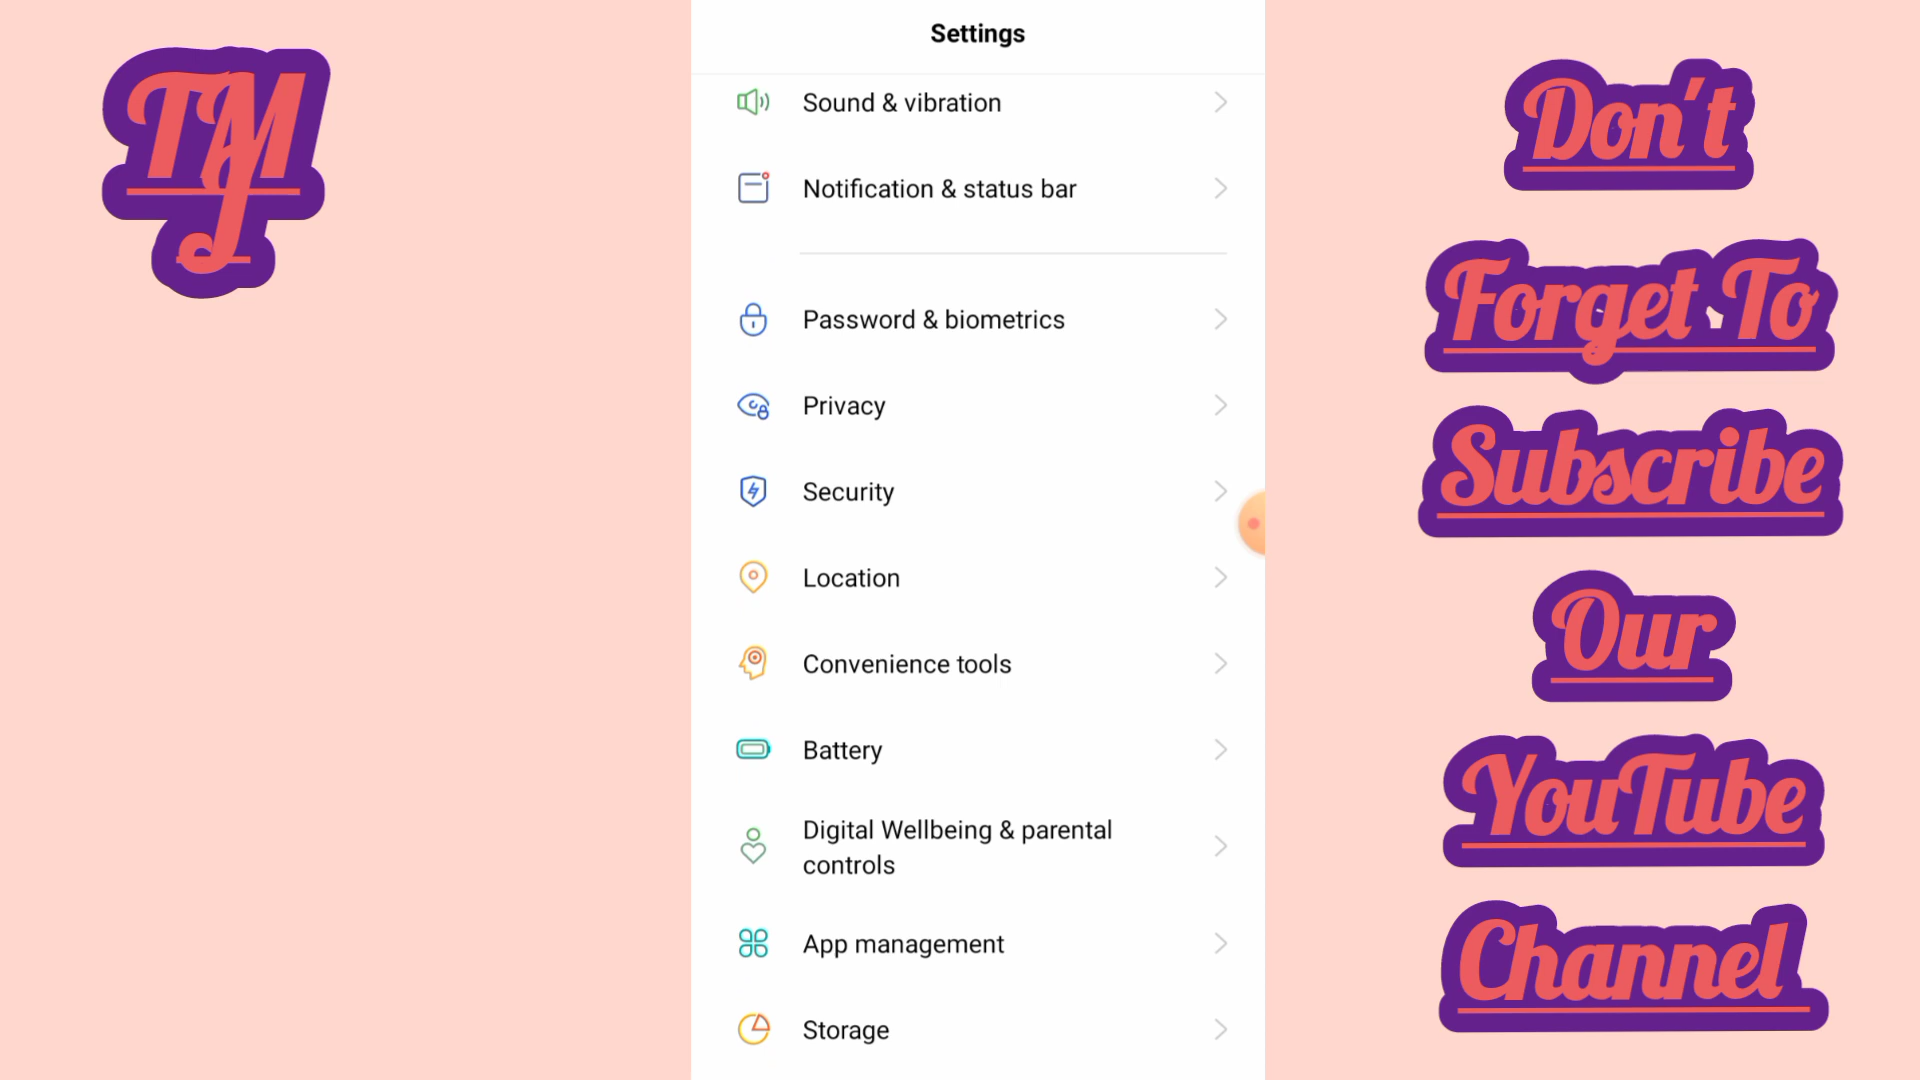 TM
J
Settings
Sound & vibration
Notification & status bar
Password & biometrics
Privacy
Security
Location
Convenience tools
Battery
Digital Wellbeing & parental
controls
App management
Storage
Don't
Forget To
Subscribe
Our
YouTube
Channel